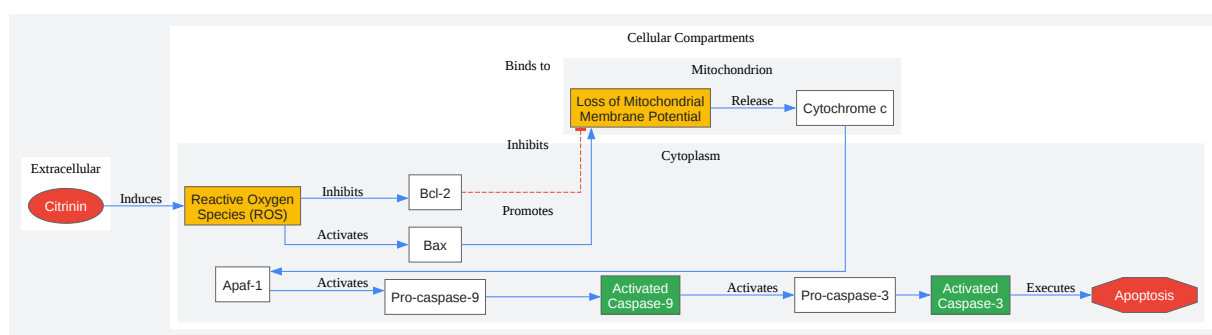 Cellular Compartments
Binds to
Mitochondrion
Loss of Mitochondrial
Membrane Potential
Release
Cytochrome c
Inhibits
Cytoplasm
Extracellular
Citrinin
Induces
Reactive Oxygen
Species (ROS)
Inhibits
Bcl-2
Promotes
Activates
Bax
Apaf-1
Activates
Pro-caspase-9
Activated
Caspase-9
Activates
Pro-caspase-3
Activated
Caspase-3
Executes
Apoptosis